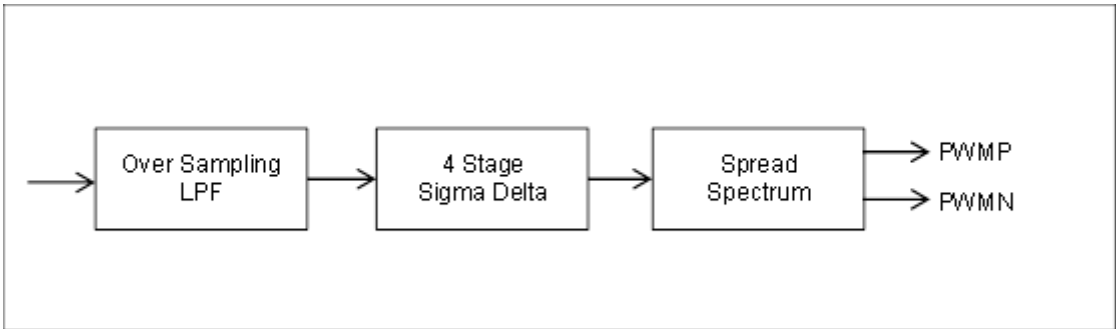 Over Sampling
LPF
4 Stage
Sigma Delta
Spread
Spectrum
PWMP
PWMN